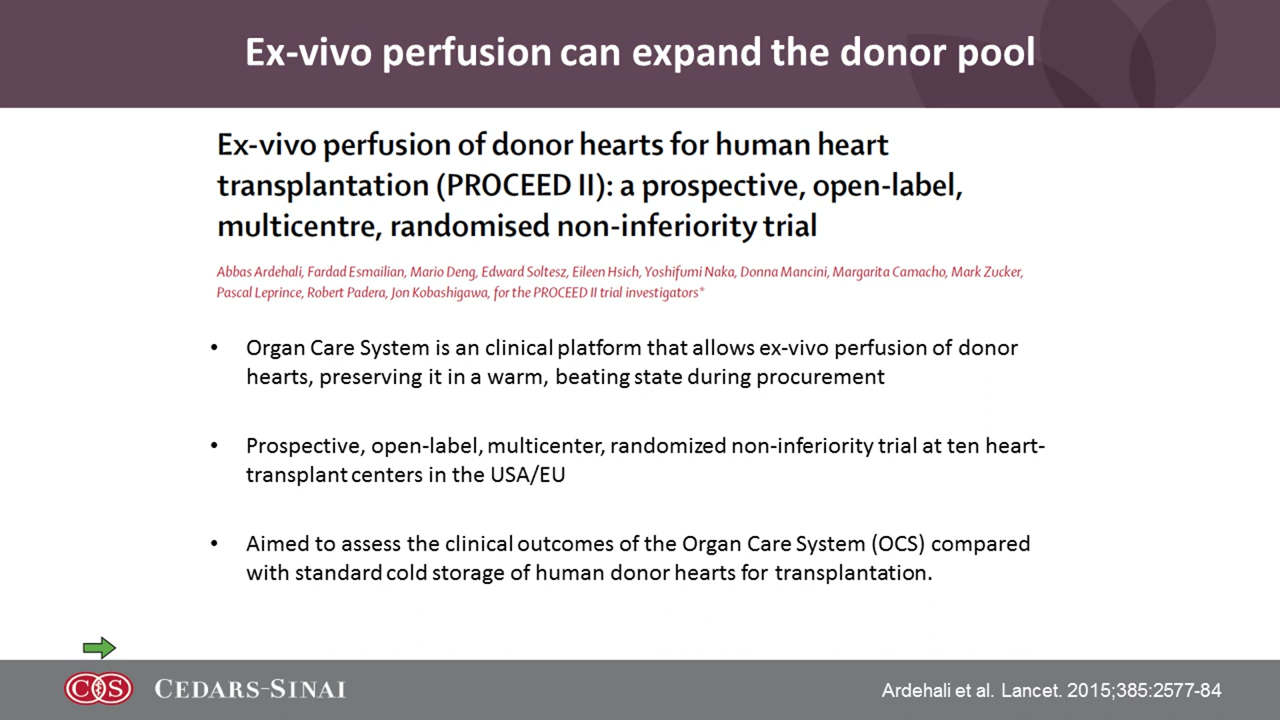 Ex-vivo perfusion can expand the donor pool
Ex-vivo perfusion of donor hearts for human heart
transplantation (PROCEED II): a prospective, open-label,
multicentre, randomised non-inferiority trial
Abbas Ardehali, Fardad Esmailian, Mario Deng, Edward Soltesz, Eileen Hsich, Yoshifumi Naka, Donna Mancini, Margarita Camacho, Mark Zucker,
Pascal Leprince, Robert Padera, Jon Kobashigawa, for the PROCEED II trial investigators*
• Organ Care System is an clinical platform that allows ex-vivo perfusion of donor
hearts, preserving it in a warm, beating state during procurement
• Prospective, open-label, multicenter, randomized non-inferiority trial at ten heart-
transplant centers in the USA/EU
• Aimed to assess the clinical outcomes of the Organ Care System (OCS) compared
with standard cold storage of human donor hearts for transplantation.
CEDARS-SINAI
Ardehali et al. Lancet. 2015;385:2577-84